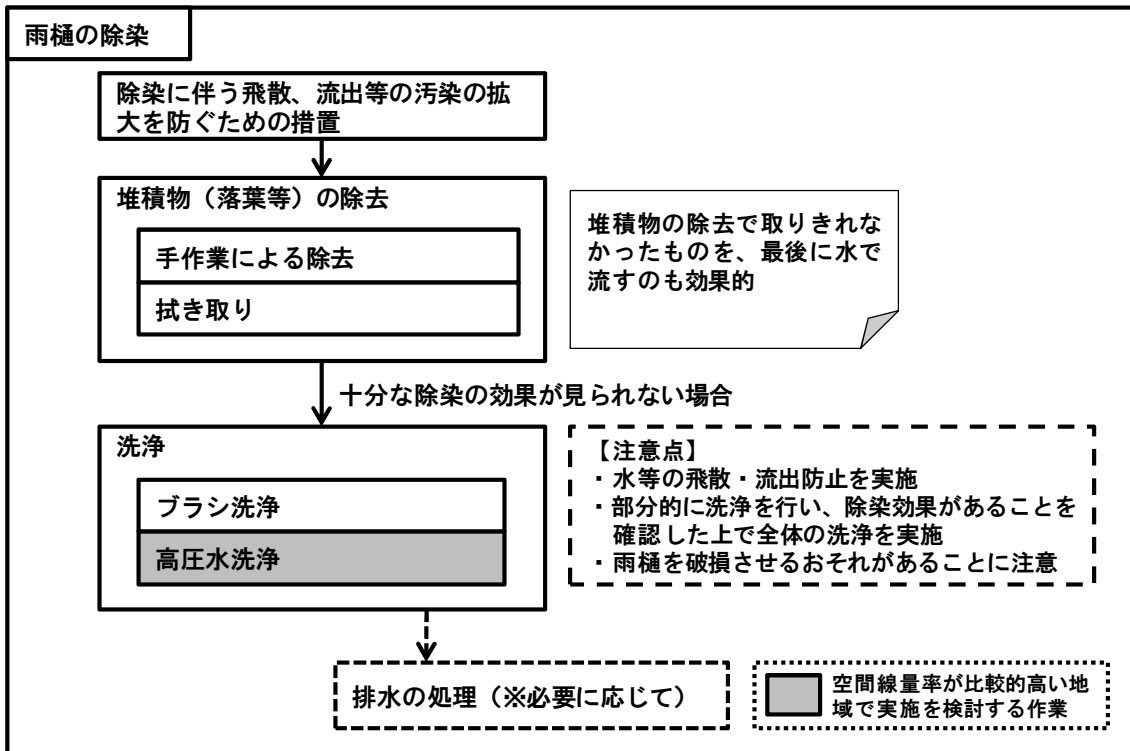 雨樋の除染
除染に伴う飛散、流出等の汚染の拡
大を防ぐための措置
堆積物（落葉等）の除去
手作業による除去
拭き取り
堆積物の除去で取りきれな
かったものを、最後に水で
流すのも効果的
十分な除染の効果が見られない場合
洗浄
ブラシ洗浄
高圧水洗浄
【注意点】
・水等の飛散・流出防止を実施
・部分的に洗浄を行い、除染効果があることを
確認した上で全体の洗浄を実施
・雨樋を破損させるおそれがあることに注意
排水の処理（※必要に応じて）
空間線量率が比較的高い地
域で実施を検討する作業